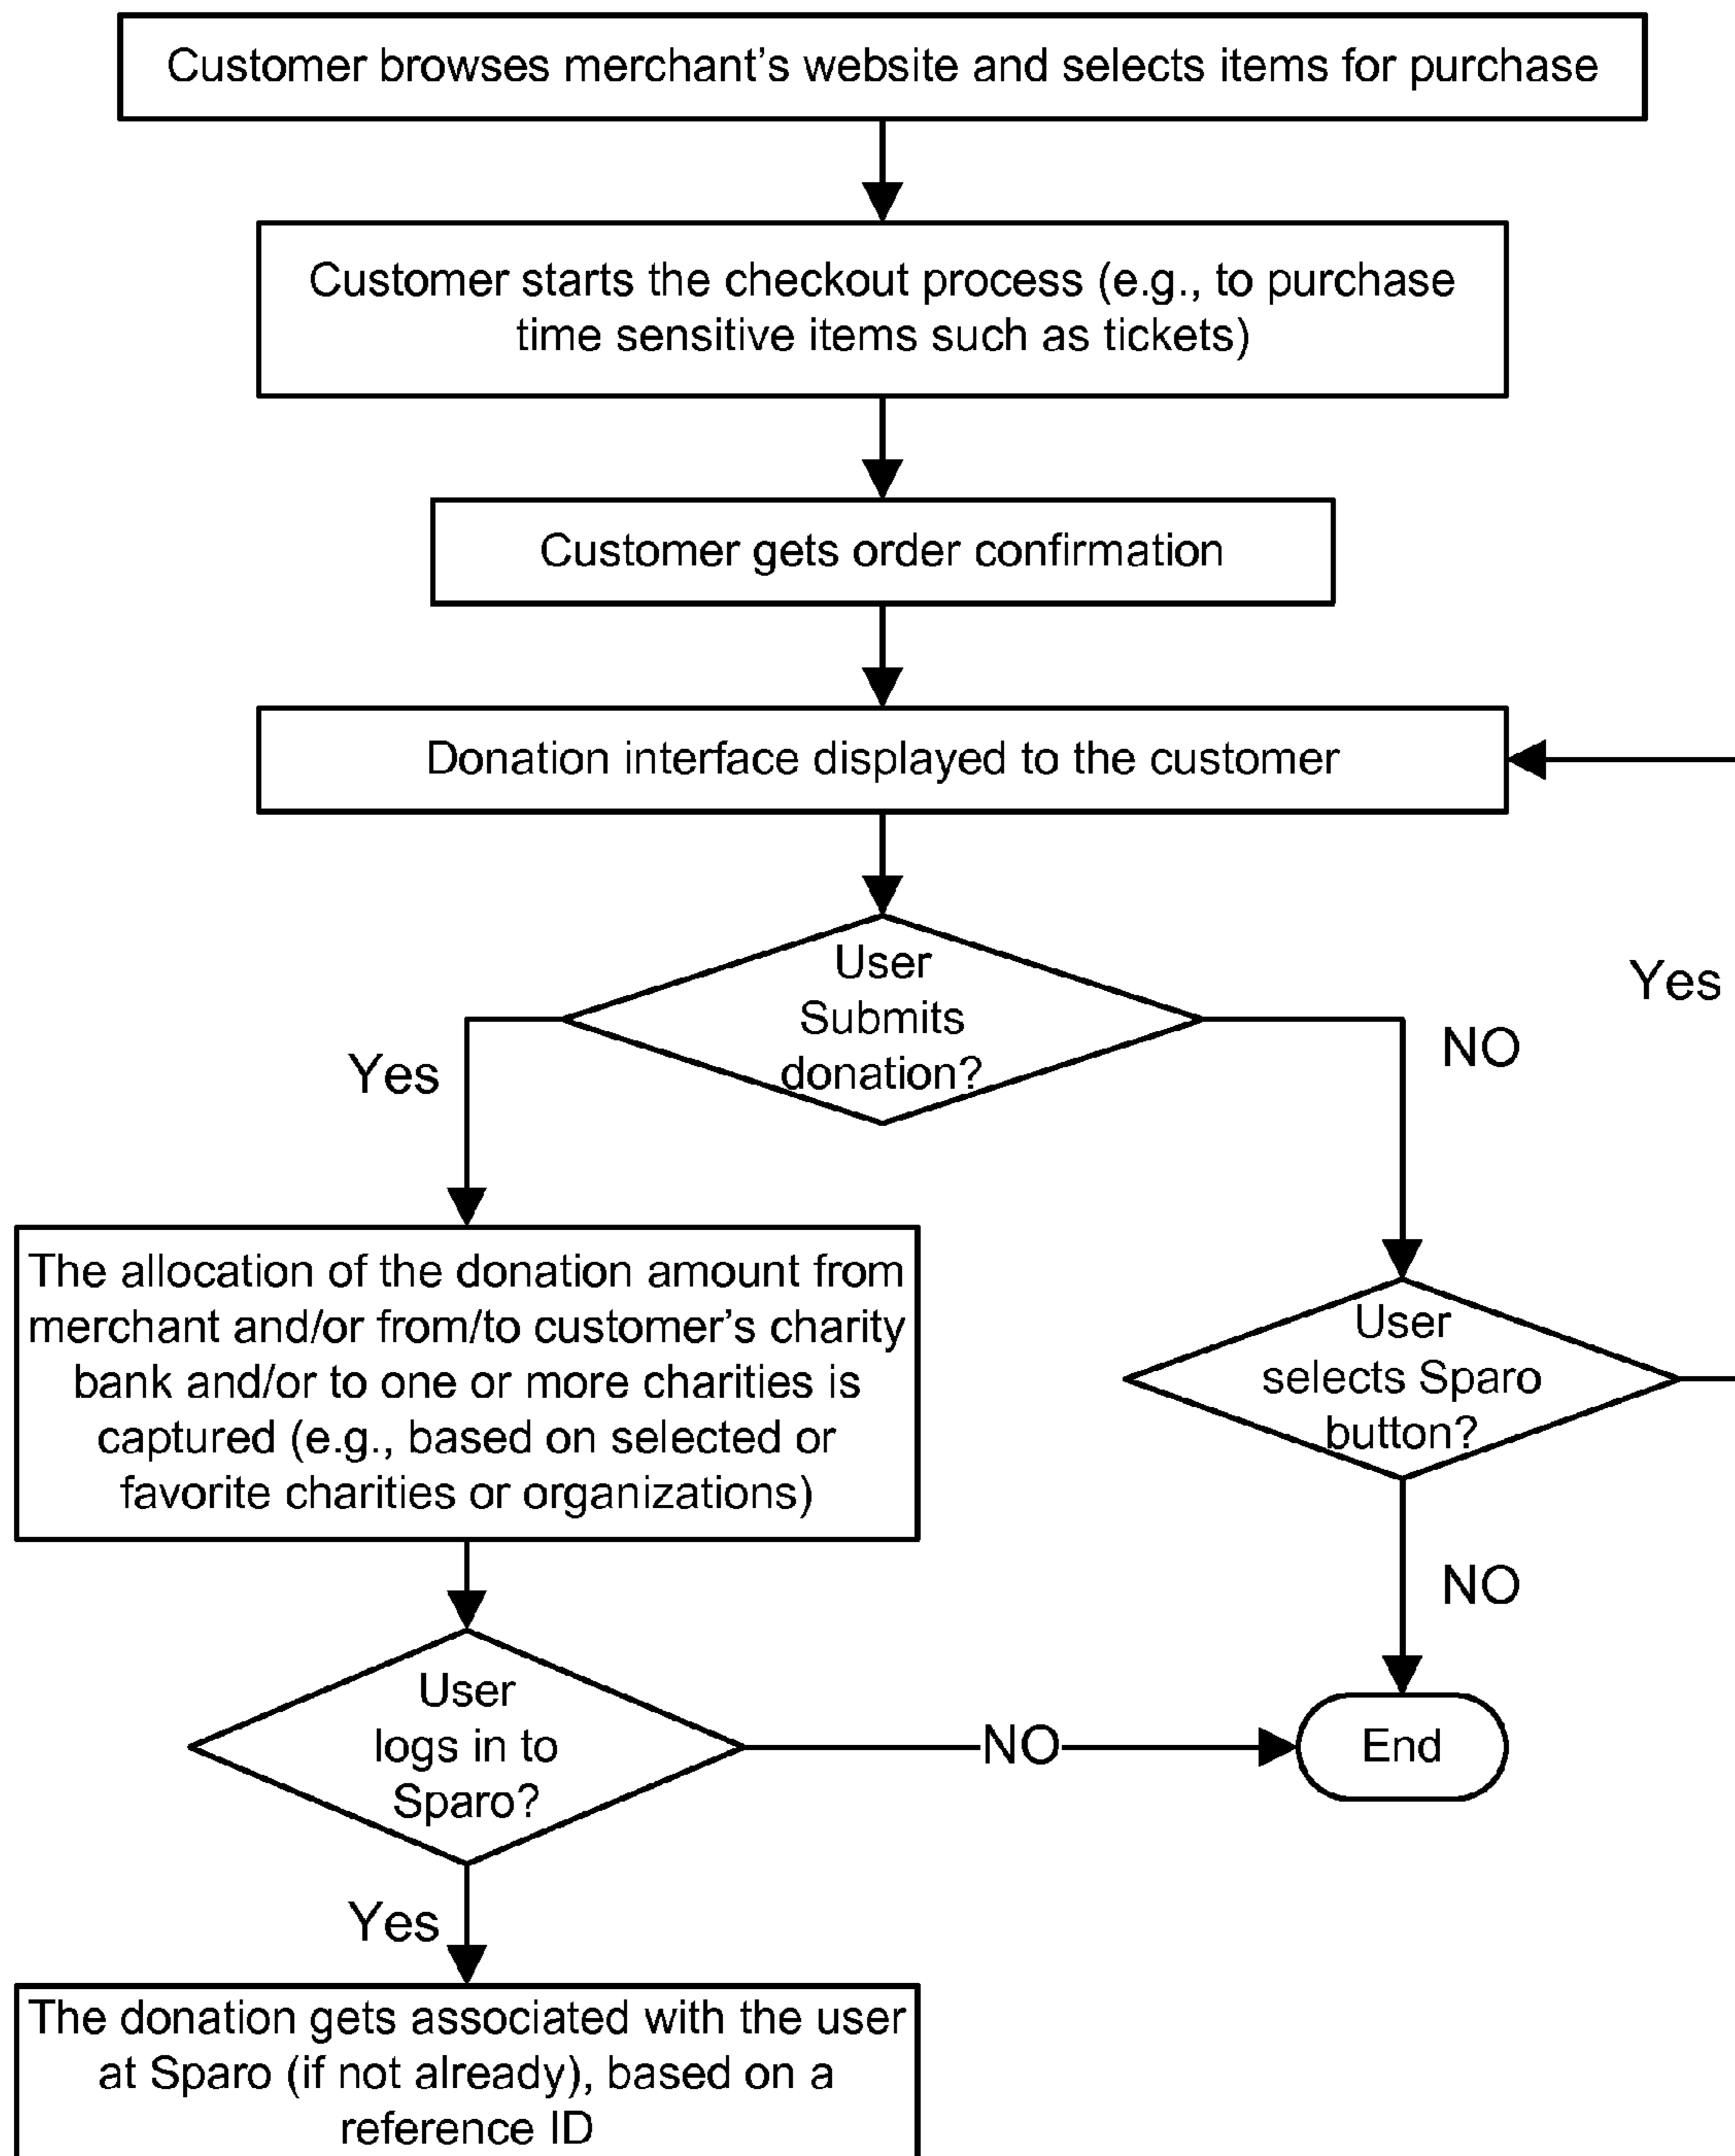 Customer browses merchant's website and selects items for purchase
Customer starts the checkout process (e.g., to purchase
time sensitive items such as tickets)
Customer gets order confirmation
Donation interface displayed to the customer
User
Submits
donation?
Yes
NO
Yes
The allocation of the donation amount from
merchant and/or from/to customer's charity
bank and/or to one or more charities is
captured (e.g., based on selected or
favorite charities or organizations)
User
selects Sparo
button?
NO
User
logs in to
Sparo?
NO
End
Yes
The donation gets associated with the user
at Sparo (if not already), based on a
reference ID